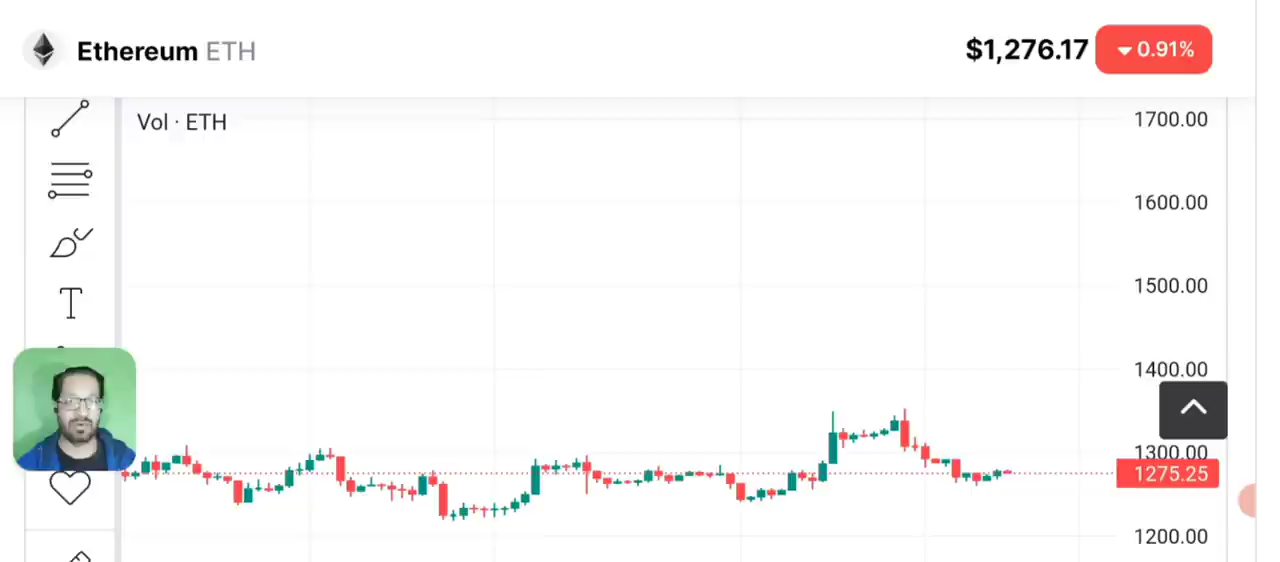 Ethereum ETH
$1,276.17 0.91%
Vol · ETH
1700.00
1600.00
1500.00
T
1400.00
1300.00
1275.25
1200.00